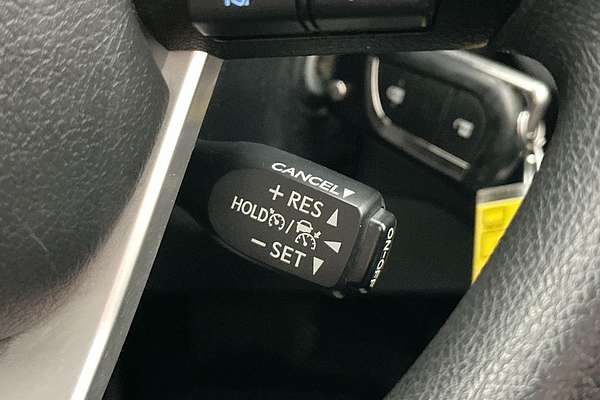 CANCEL▼
+ RES ▲
HOLD /
− SET ▼
ON-OFF